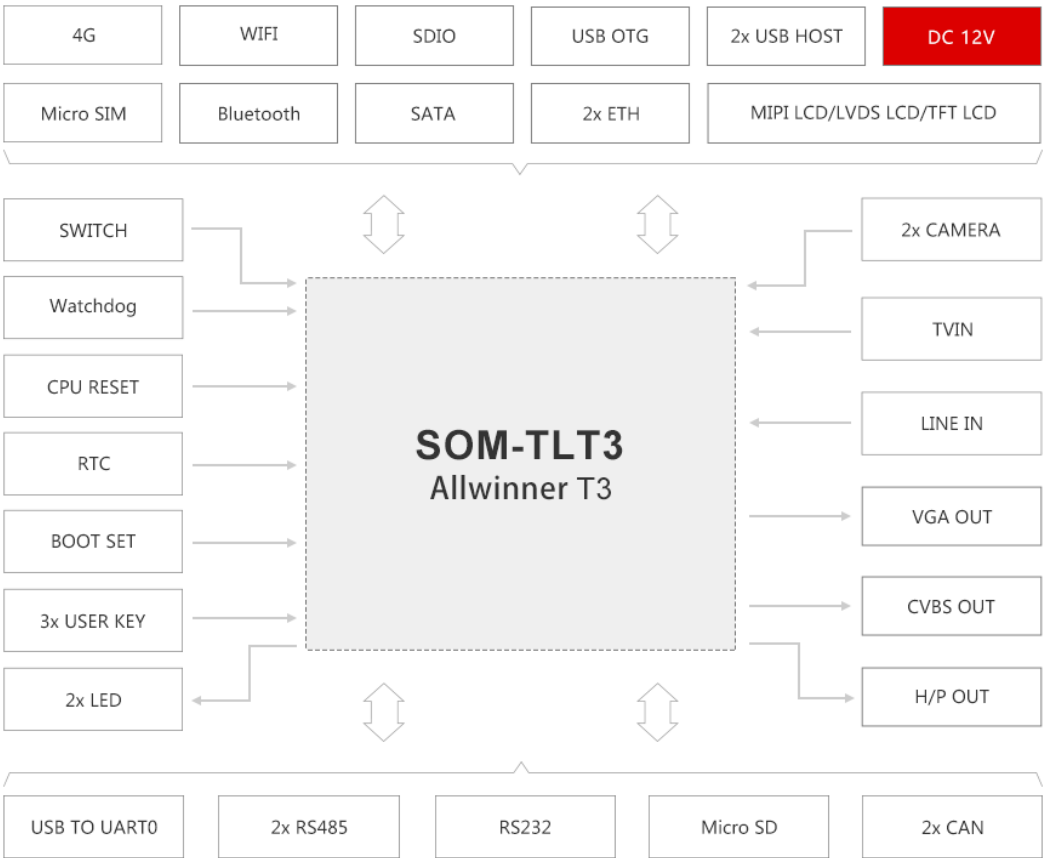 4G
WIFI
SDIO
USB OTG
2x USB HOST
DC 12V
Micro SIM
Bluetooth
SATA
2x ETH
MIPI LCD/LVDS LCD/TFT LCD
SWITCH
2x CAMERA
Watchdog
TVIN
CPU RESET
LINE IN
SOM-TLT3
Allwinner T3
RTC
VGA OUT
BOOT SET
CVBS OUT
3x USER KEY
2x LED
H/P OUT
USB TO UART0
2x RS485
RS232
Micro SD
2x CAN